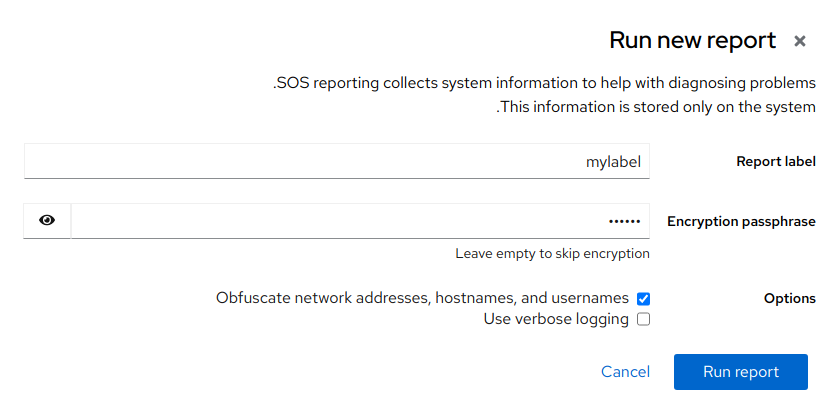 Run new report ×
.SOS reporting collects system information to help with diagnosing problems
.This information is stored only on the system
Report label
mylabel
Encryption passphrase
••••••
Leave empty to skip encryption
Options
Obfuscate network addresses, hostnames, and usernames
Use verbose logging
Run report
Cancel